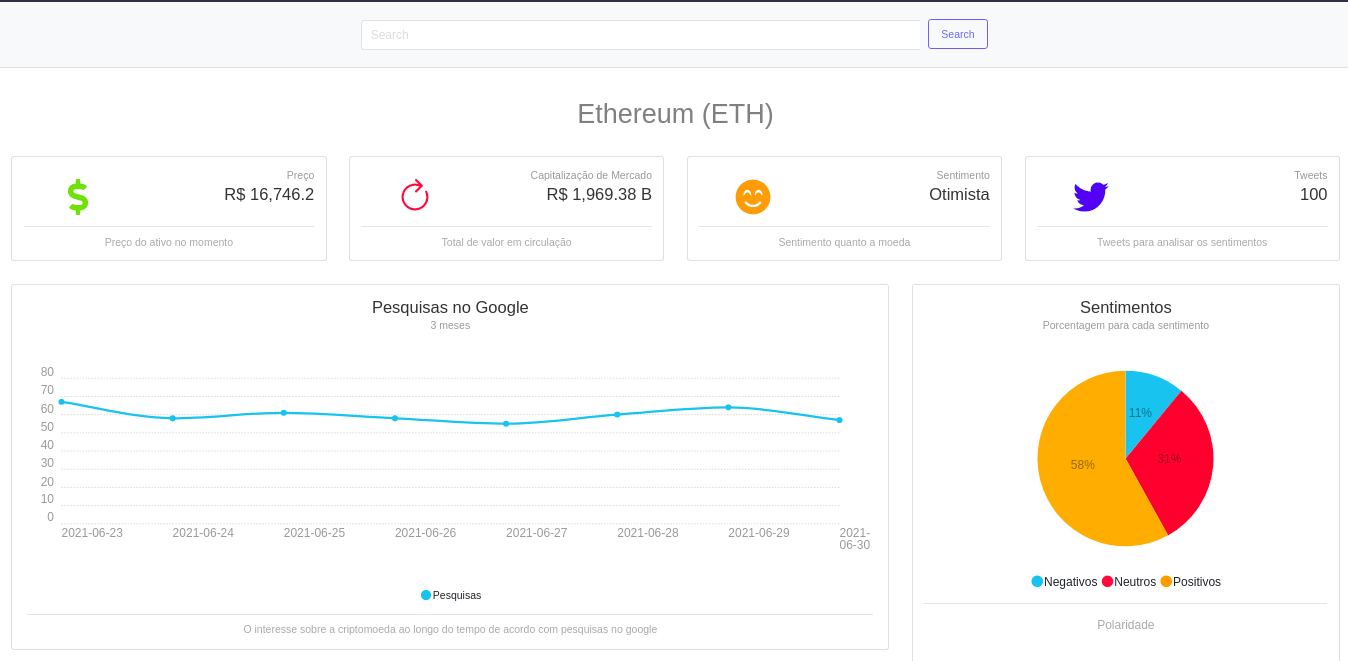 Search
Search
Ethereum (ETH)
Preço
R$ 16,746.2
Preço do ativo no momento
Capitalização de Mercado
R$ 1,969.38 B
Total de valor em circulação
Sentimento
Otimista
Sentimento quanto a moeda
Tweets
100
Tweets para analisar os sentimentos
Pesquisas no Google
3 meses
80
70
60
50
40
30
20
10
0
2021-06-23
2021-06-24
2021-06-25
2021-06-26
2021-06-27
2021-06-28
2021-06-29
2021-
06-30
Pesquisas
O interesse sobre a criptomoeda ao longo do tempo de acordo com pesquisas no google
Sentimentos
Porcentagem para cada sentimento
11%
31%
58%
Negativos
Neutros
Positivos
Polaridade